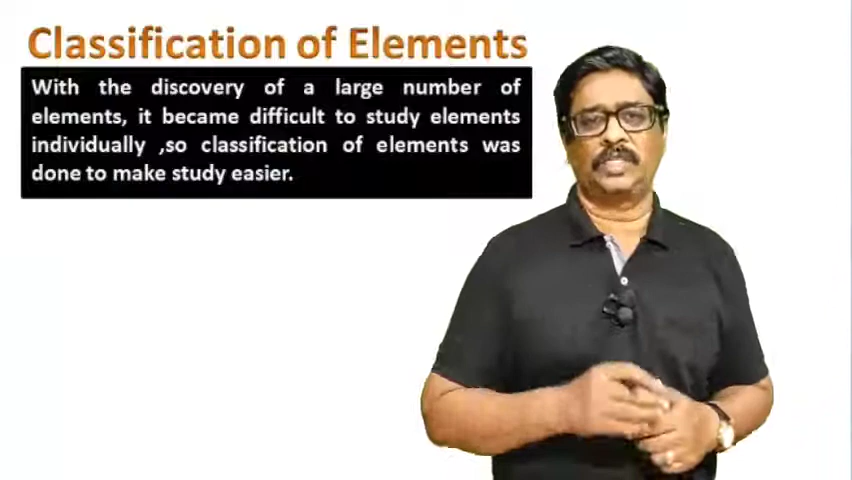 Classification of Elements
With the discovery of a large number of
elements, it became difficult to study elements
individually ,so classification of elements was
done to make study easier.